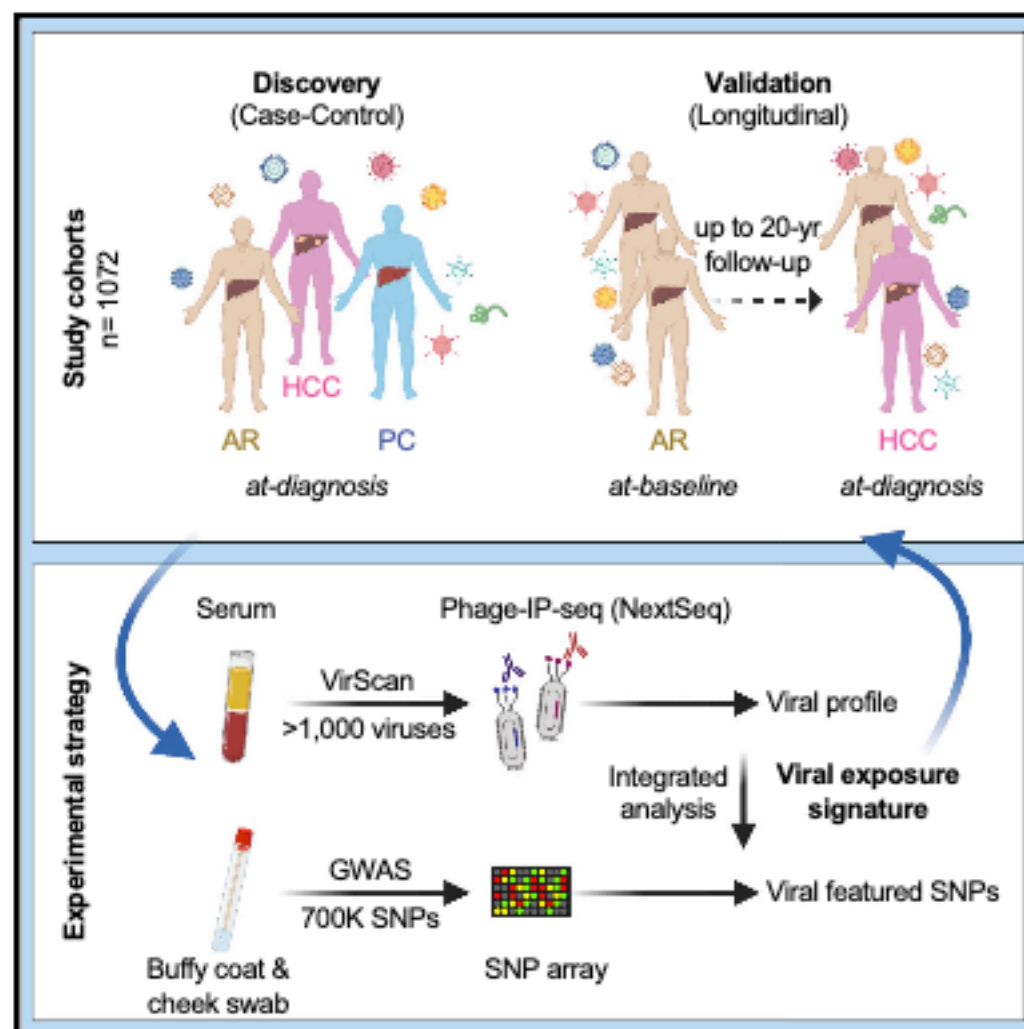 Discovery
(Case-Control)
Validation
(Longitudinal)
Study cohorts
n= 1072
up to 20-yr
follow-up
HCC
AR
PC
AR
HCC
at-diagnosis
at-baseline
at-diagnosis
Experimental strategy
Serum
Phage-IP-seq (NextSeq)
VirScan
>1,000 viruses
Viral profile
Integrated
analysis
Viral exposure
signature
GWAS
700K SNPs
Viral featured SNPs
Buffy coat &
cheek swab
SNP array